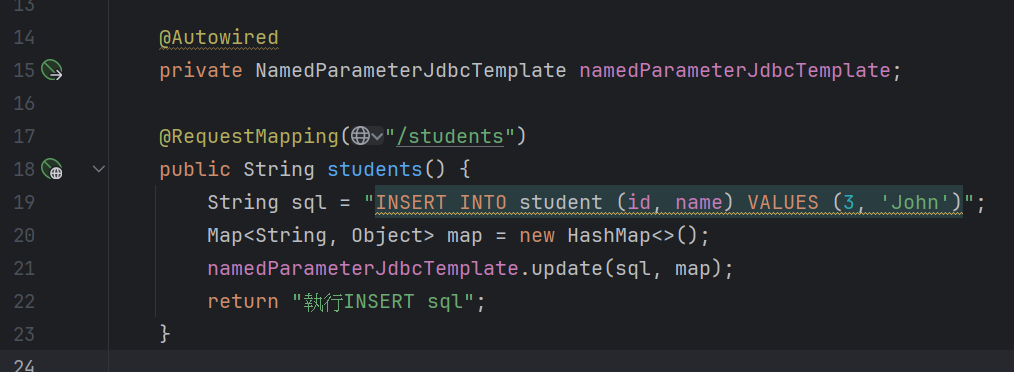 13
14 @Autowired
15 private NamedParameterJdbcTemplate namedParameterJdbcTemplate;
16
17 @RequestMapping("/students")
18 public String students() {
19 String sql = "INSERT INTO student (id, name) VALUES (3, 'John')";
20 Map<String, Object> map = new HashMap<>();
21 namedParameterJdbcTemplate.update(sql, map);
22 return "執行INSERT sql";
23 }
24